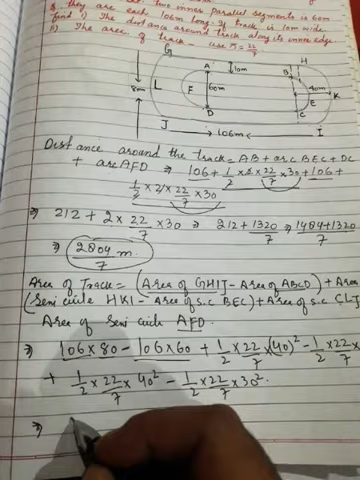 two inner parallel segments is 60m
& they are each 106m long. if track is 10m wide
find i) The distance around track along its inner edge
ii) The area of track — use π = 22/7
G
H
A
10m
B
8m
L
F
60m
40m
K
E
D
C
J
I
→ 106m →
Distance around the track = AB + arc BEC + DC
+ arc AFD ⇒ 106 + 1/2 × 2 × 22/7 × 30 + 106 +
1/2 × 2 × 22/7 × 30
⇒ 212 + 2 × 22/7 × 30 ⇒ 212 + 1320/7 ⇒ 1484+1320/7
⇒ 2804/7 m.
Area of Track = (Area of GHIJ - Area of ABCD) + Area
(Semi circle HKI - Area of S.C BEC) + Area of S.C GLJ
Area of Semi circle AFD.
⇒ 106 × 80 - 106 × 60 + 1/2 × 22/7 × (40)² - 1/2 × 22/7 ×
+ 1/2 × 22/7 × 40² - 1/2 × 22/7 × 30².
⇒